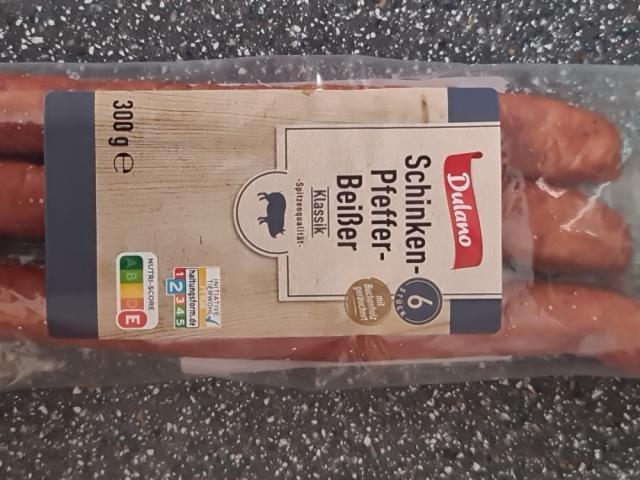 Dulano
Schinken-
Pfeffer-
Beißer
Klassik
-Spitzenqualität-
6
STÜCK
mit
Buchenholz
geräuchert
300 g ℮
INITIATIVE
TIERWOHL
haltungsform.de
1 2 3 4 5
NUTRI-SCORE
A B C D E